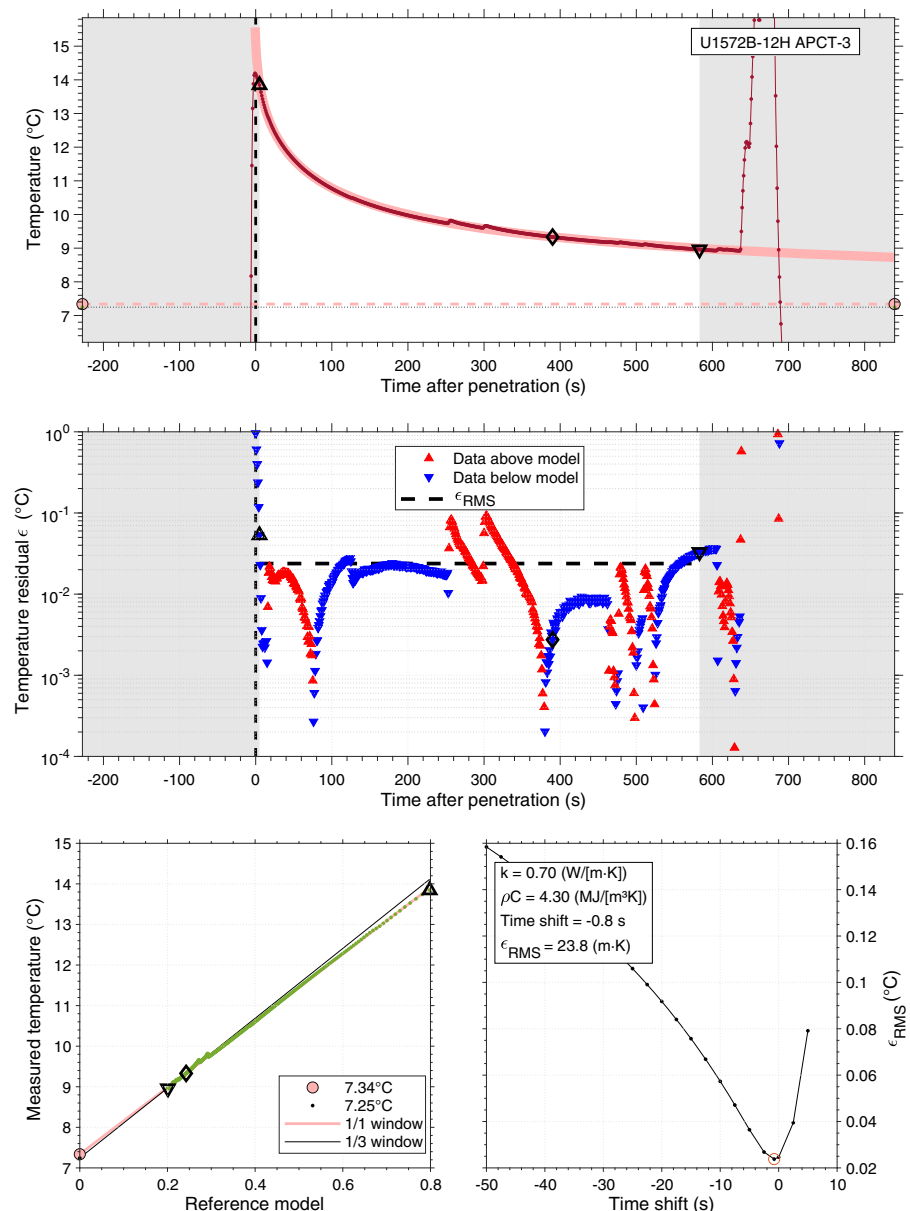 U1572B-12H APCT-3
Temperature (°C)
15
14
13
12
11
10
9
8
7
-200 -100 0 100 200 300 400 500 600 700 800
Time after penetration (s)
Temperature residual ϵ (°C)
10⁰
10⁻¹
10⁻²
10⁻³
10⁻⁴
Data above model
Data below model
ϵRMS
-200 -100 0 100 200 300 400 500 600 700 800
Time after penetration (s)
Measured temperature (°C)
15
14
13
12
11
10
9
8
7
7.34°C
7.25°C
1/1 window
1/3 window
0 0.2 0.4 0.6 0.8
Reference model
k = 0.70 (W/[m·K])
ρC = 4.30 (MJ/[m³K])
Time shift = -0.8 s
ϵRMS = 23.8 (m·K)
0.16
0.14
0.12
0.10
0.08
0.06
0.04
0.02
ϵRMS (°C)
-50 -40 -30 -20 -10 0 10
Time shift (s)